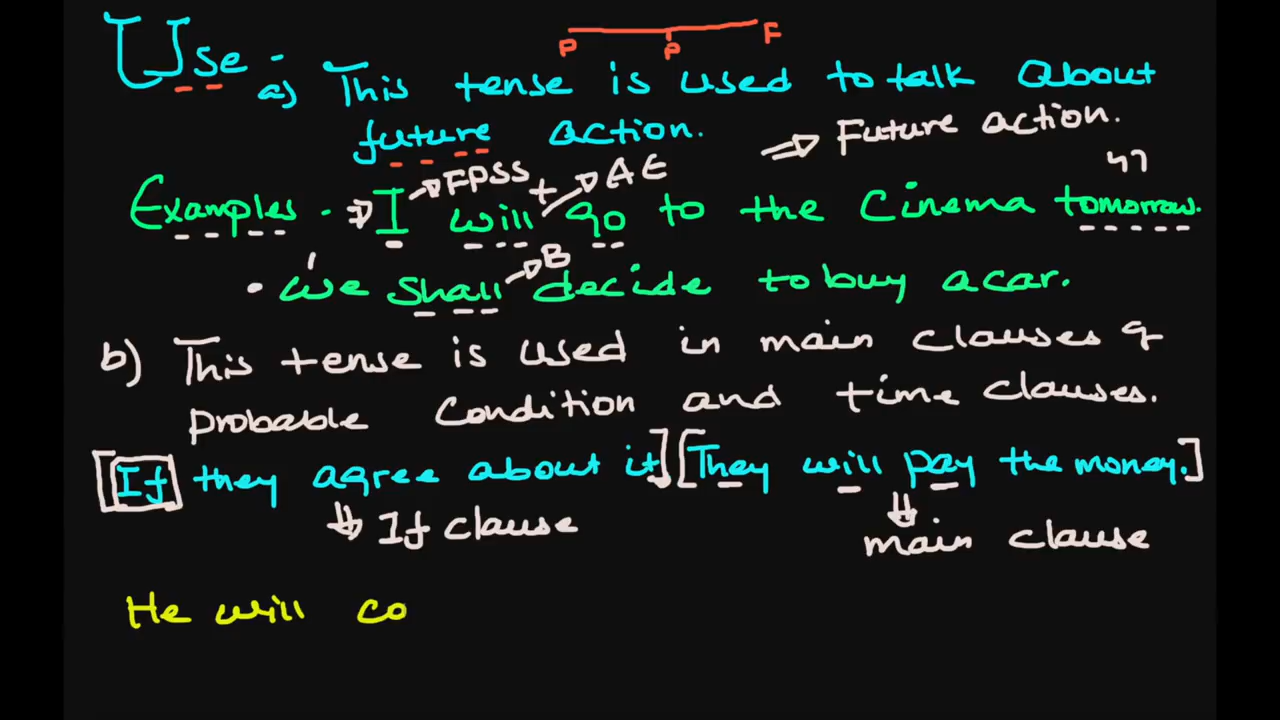 P P F
Use - a) This tense is used to talk about
future action. ⇒ Future action.
FPSS + AE
Examples - ⇒ I will go to the cinema tomorrow.
B
• We shall decide to buy a car.
b) This tense is used in main clauses of
probable condition and time clauses.
[If they agree about it] [They will pay the money.]
⇒ If clause
main clause
He will co